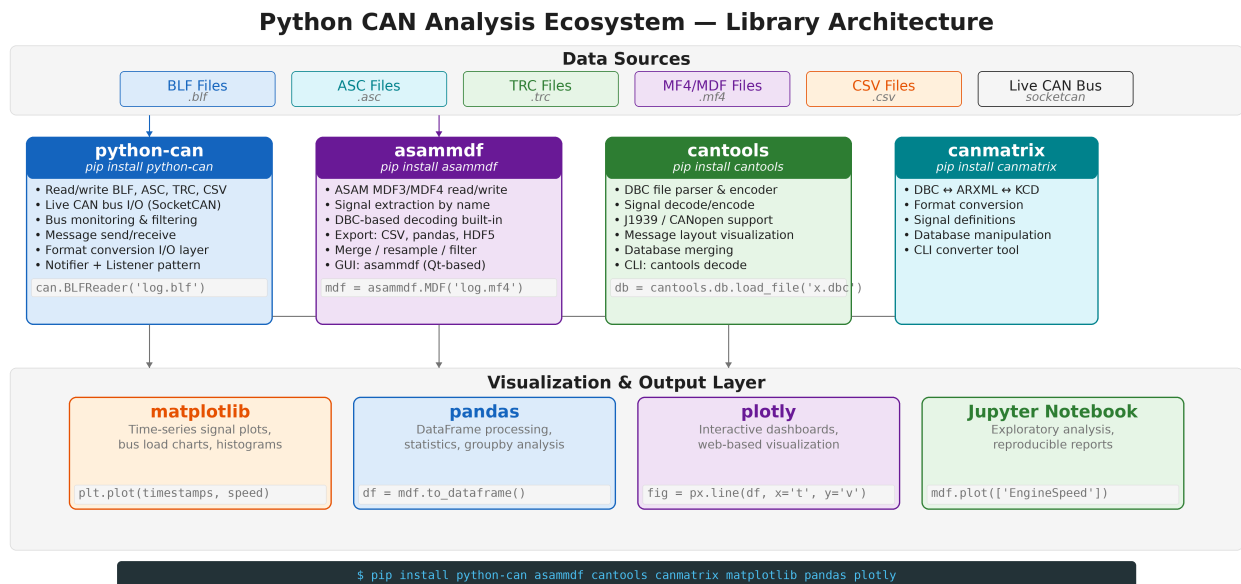 Python CAN Analysis Ecosystem — Library Architecture
Data Sources
BLF Files
.blf
ASC Files
.asc
TRC Files
.trc
MF4/MDF Files
.mf4
CSV Files
.csv
Live CAN Bus
socketcan
python-can
pip install python-can
• Read/write BLF, ASC, TRC, CSV
• Live CAN bus I/O (SocketCAN)
• Bus monitoring & filtering
• Message send/receive
• Format conversion I/O layer
• Notifier + Listener pattern
can.BLFReader('log.blf')
asammdf
pip install asammdf
• ASAM MDF3/MDF4 read/write
• Signal extraction by name
• DBC-based decoding built-in
• Export: CSV, pandas, HDF5
• Merge / resample / filter
• GUI: asammdf (Qt-based)
mdf = asammdf.MDF('log.mf4')
cantools
pip install cantools
• DBC file parser & encoder
• Signal decode/encode
• J1939 / CANopen support
• Message layout visualization
• Database merging
• CLI: cantools decode
db = cantools.db.load_file('x.dbc')
canmatrix
pip install canmatrix
• DBC ↔ ARXML ↔ KCD
• Format conversion
• Signal definitions
• Database manipulation
• CLI converter tool
Visualization & Output Layer
matplotlib
Time-series signal plots,
bus load charts, histograms
plt.plot(timestamps, speed)
pandas
DataFrame processing,
statistics, groupby analysis
df = mdf.to_dataframe()
plotly
Interactive dashboards,
web-based visualization
fig = px.line(df, x='t', y='v')
Jupyter Notebook
Exploratory analysis,
reproducible reports
mdf.plot(['EngineSpeed'])
$ pip install python-can asammdf cantools canmatrix matplotlib pandas plotly